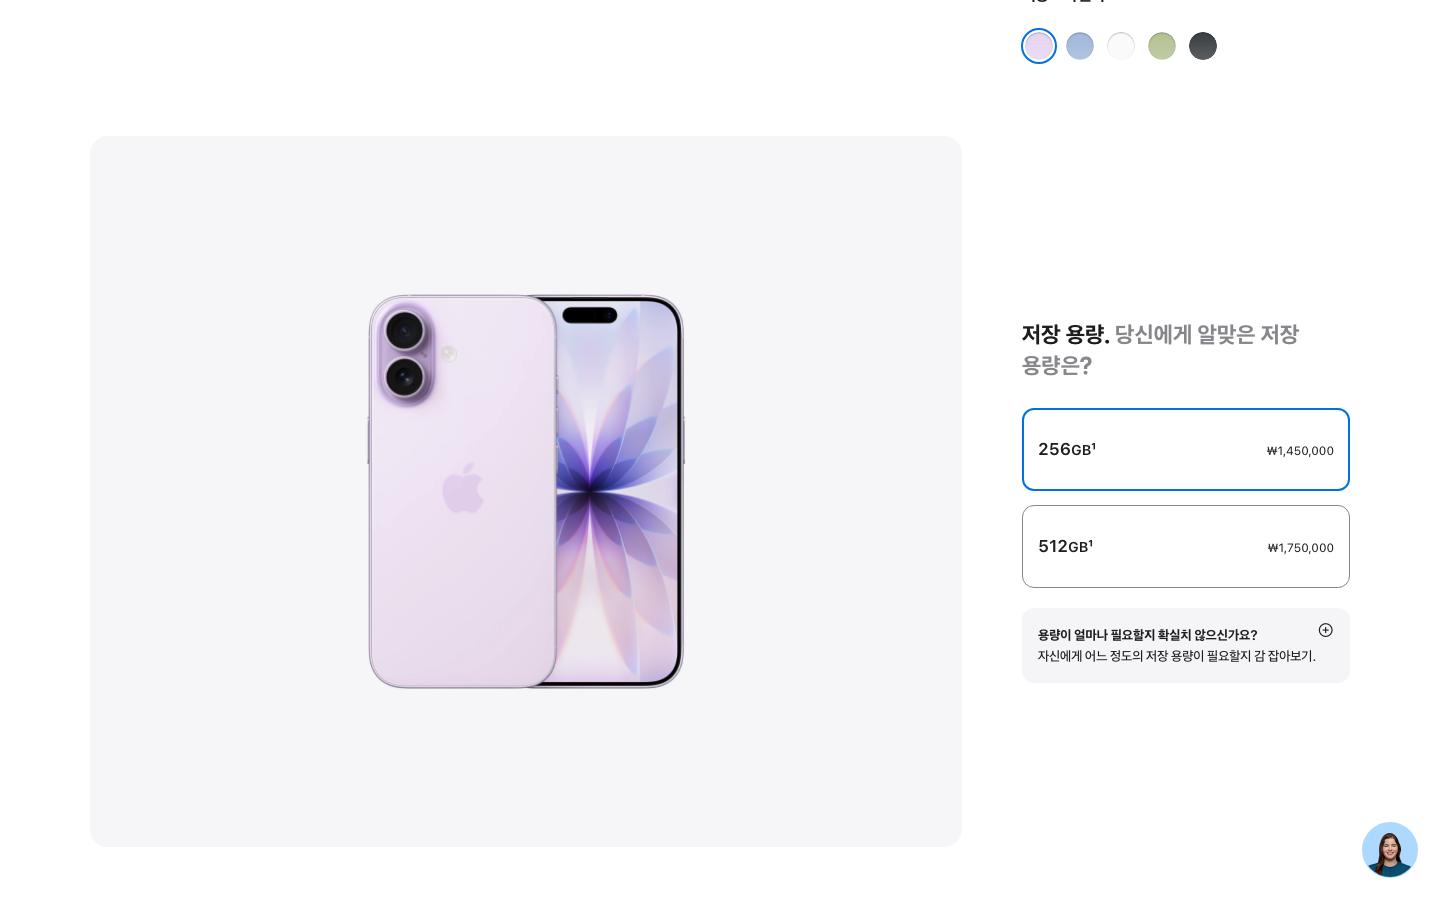 저장 용량. 당신에게 알맞은 저장
용량은?
256GB¹ ₩1,450,000
512GB¹ ₩1,750,000
용량이 얼마나 필요할지 확실치 않으신가요?
자신에게 어느 정도의 저장 용량이 필요할지 감 잡아보기.